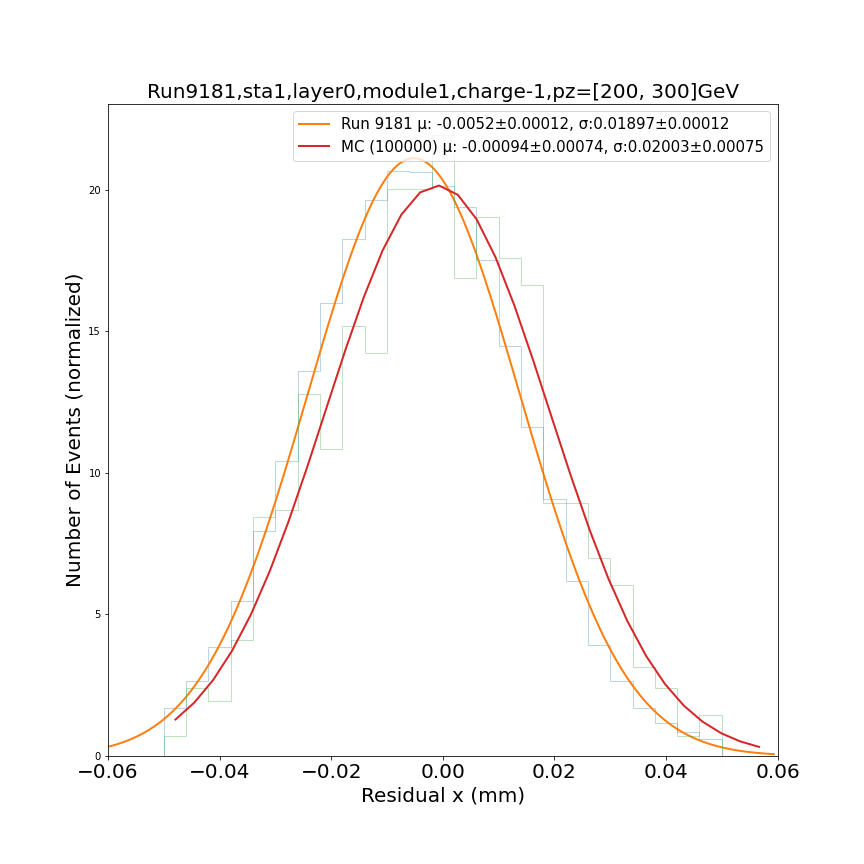 Run9181,sta1,layer0,module1,charge-1,pz=[200, 300]GeV
Run 9181 μ: -0.0052±0.00012, σ:0.01897±0.00012
MC (100000) μ: -0.00094±0.00074, σ:0.02003±0.00075
Number of Events (normalized)
20
15
10
5
0
−0.06 −0.04 −0.02 0.00 0.02 0.04 0.06
Residual x (mm)